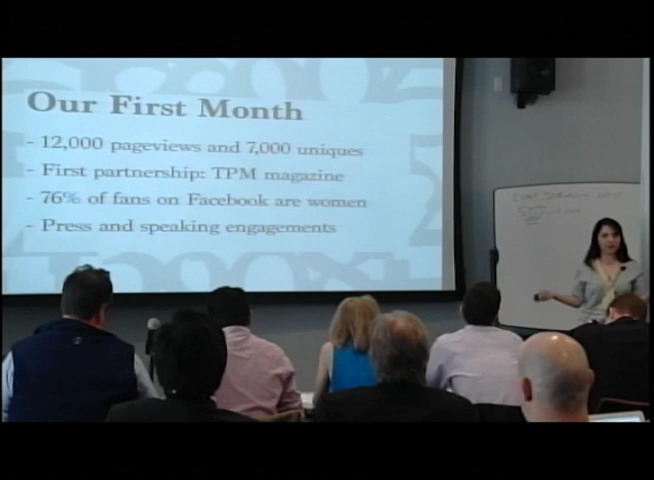 Our First Month
- 12,000 pageviews and 7,000 uniques
- First partnership: TPM magazine
- 76% of fans on Facebook are women
- Press and speaking engagements